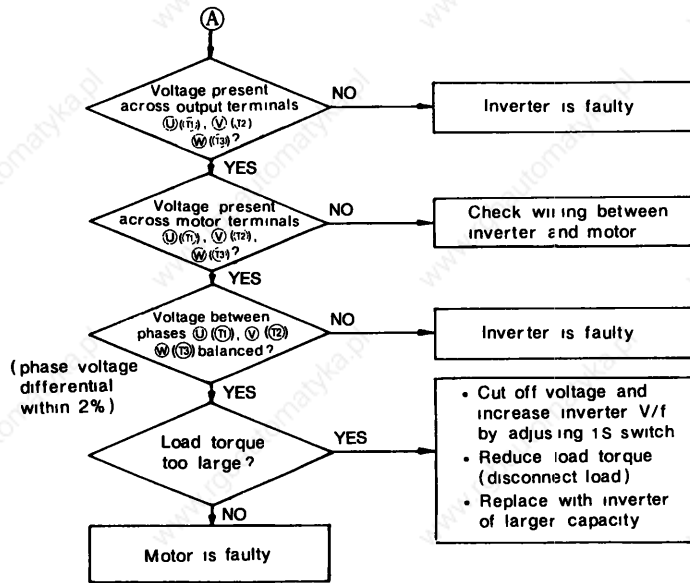 A
Voltage present
across output terminals
U (T1), V (T2)
W (T3) ?
NO
Inverter is faulty
YES
Voltage present
across motor terminals
U (T1), V (T2),
W (T3) ?
NO
Check wiring between
inverter and motor
YES
Voltage between
phases U (T1), V (T2)
W (T3) balanced ?
NO
Inverter is faulty
(phase voltage
differential
within 2%)
YES
Load torque
too large ?
YES
• Cut off voltage and
increase inverter V/f
by adjusing 1S switch
• Reduce load torque
(disconnect load)
• Replace with inverter
of larger capacity
NO
Motor is faulty